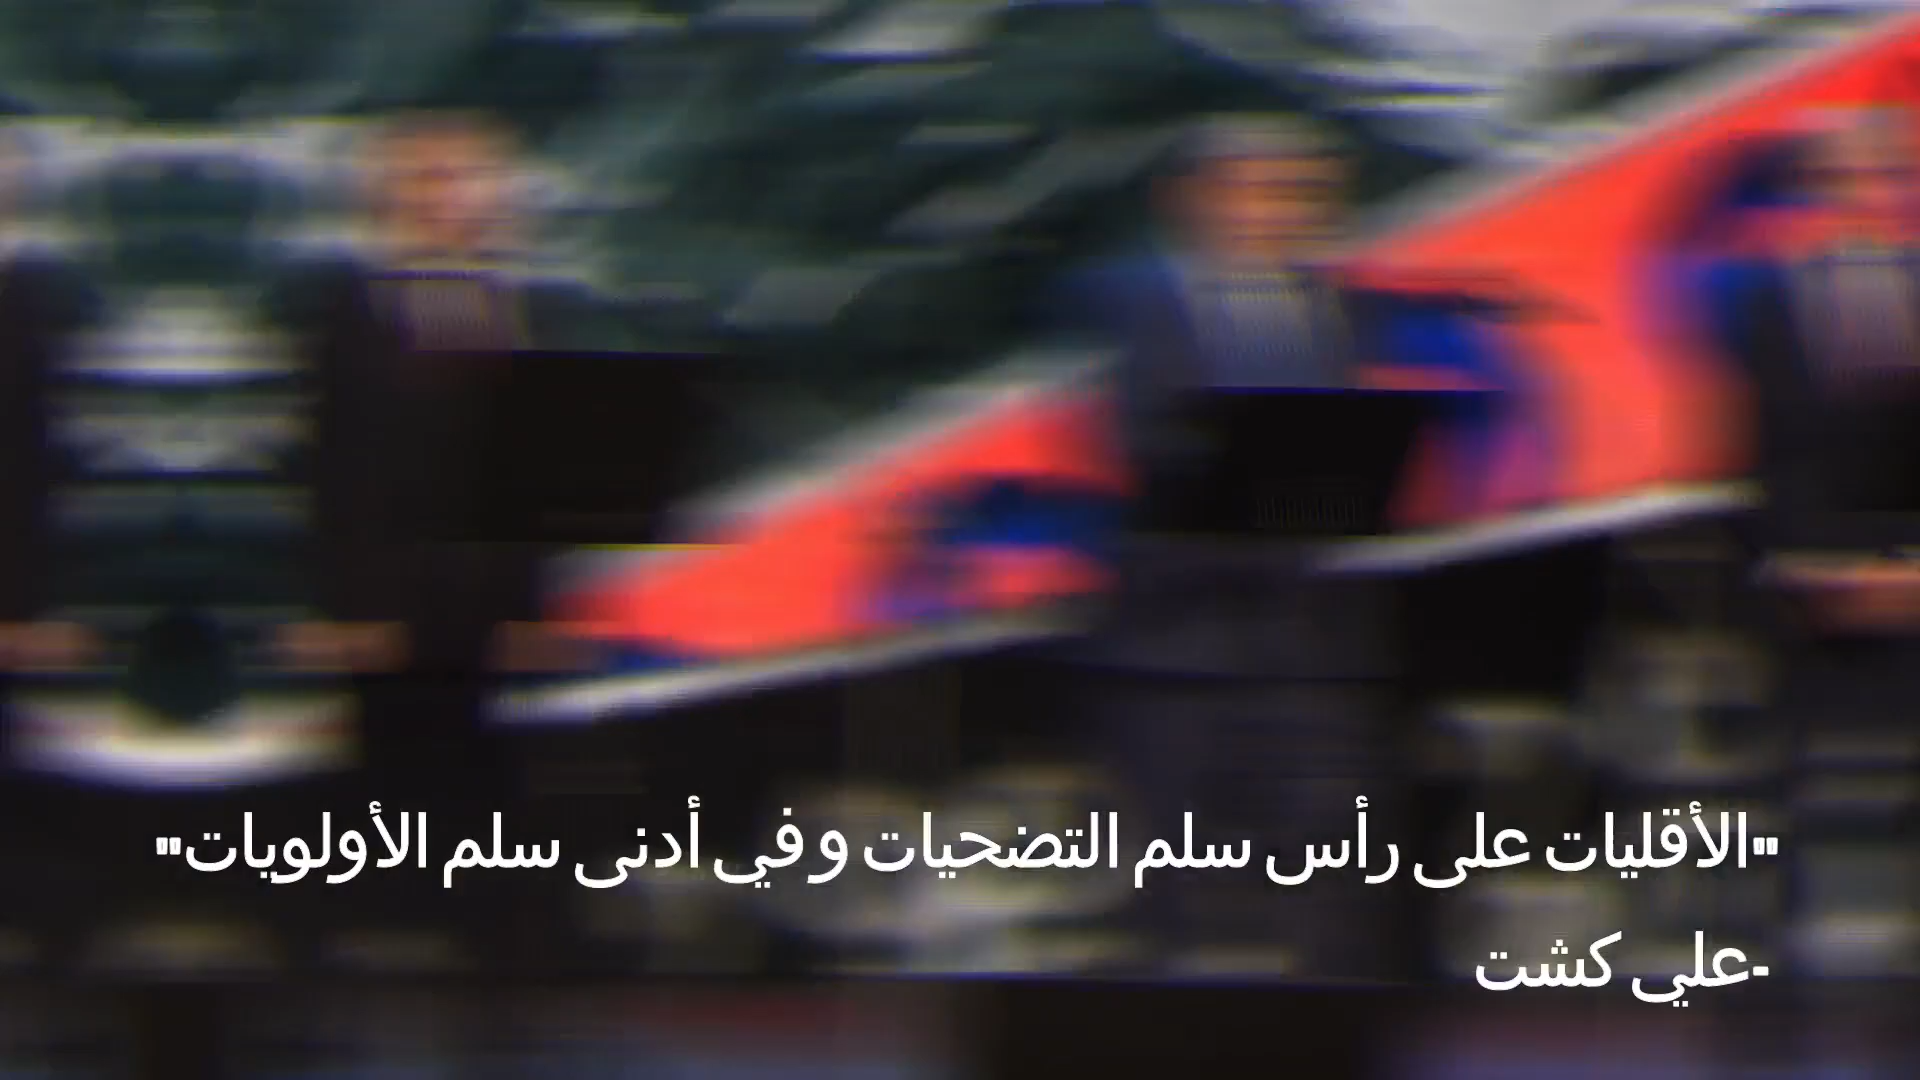 "الأقليات على رأس سلم التضحيات و في أدنى سلم الأولويات"
-علي كشت